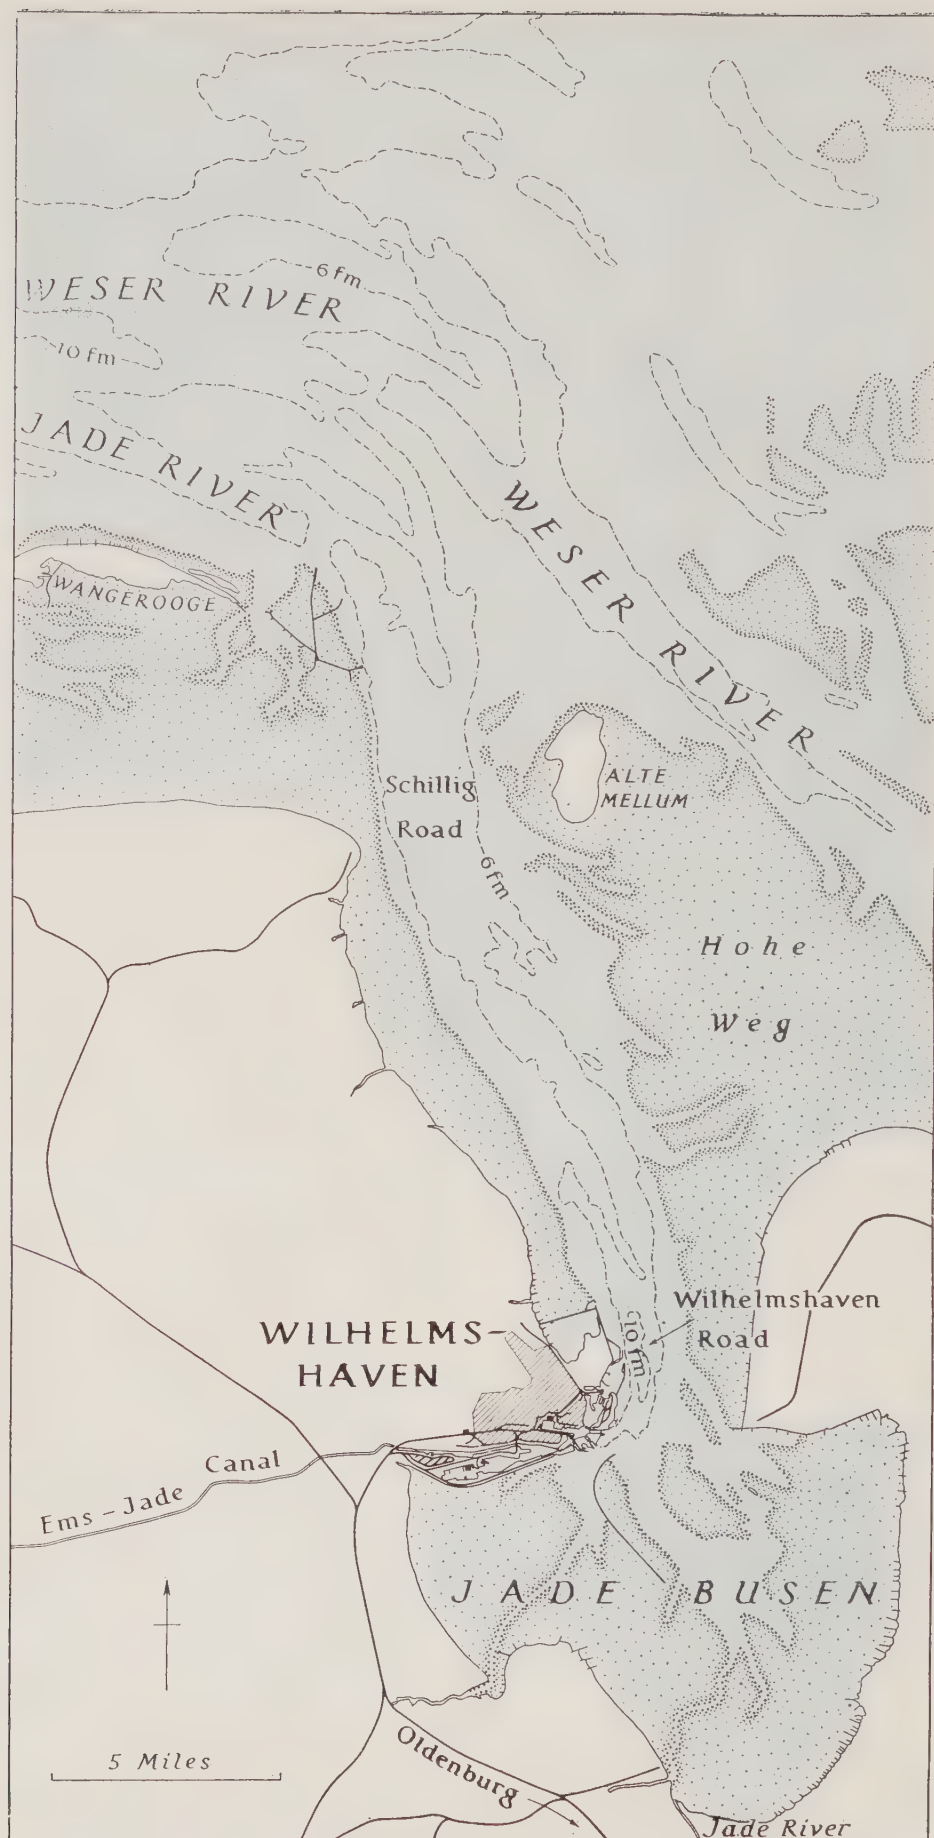 6 fm
WESER RIVER
10 fm
JADE RIVER
WESER RIVER
WANGEROOGE
Schillig
Road
ALTE
MELLUM
6 fm
Hohe
Weg
Wilhelmshaven
Road
10 fm
WILHELMS-
HAVEN
Ems-Jade Canal
JADE BUSEN
5 Miles
Oldenburg
Jade River